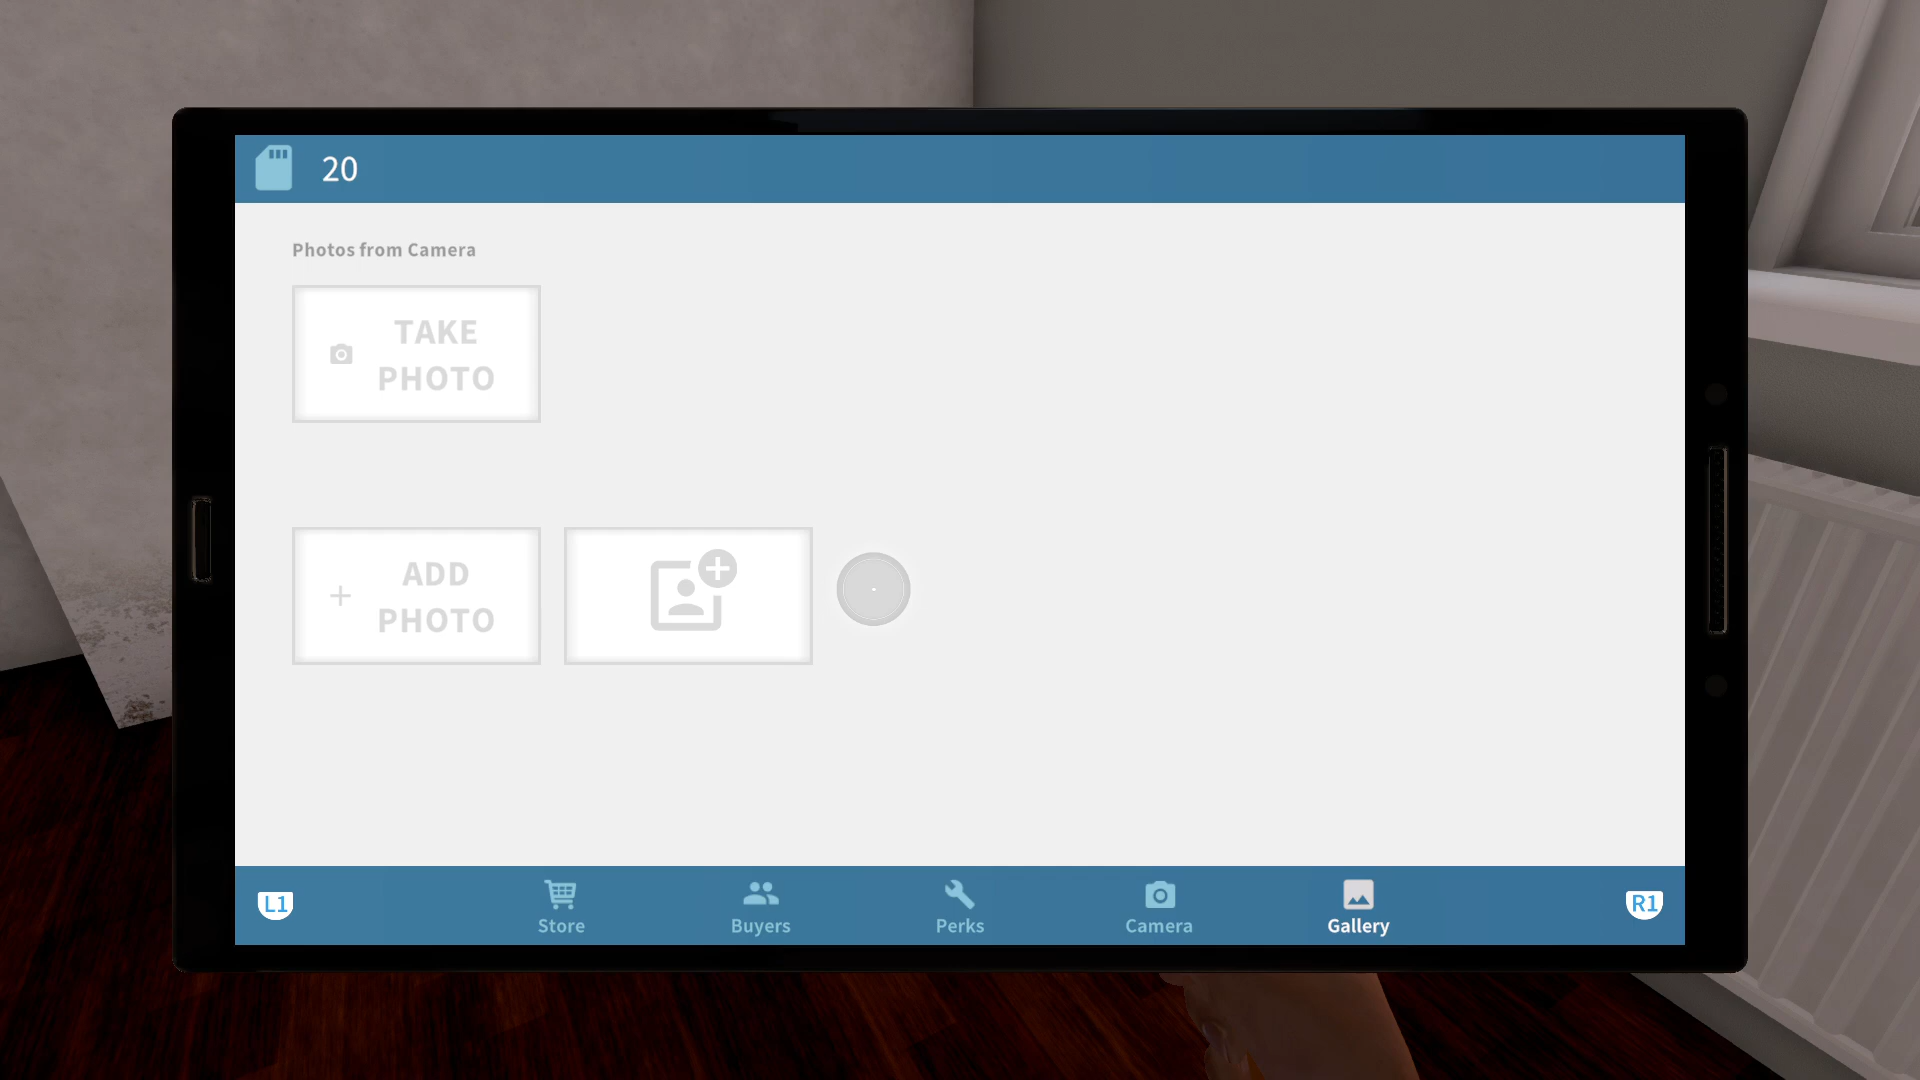 20
Photos from Camera
TAKE
PHOTO
ADD
PHOTO
L1
Store
Buyers
Perks
Camera
Gallery
R1